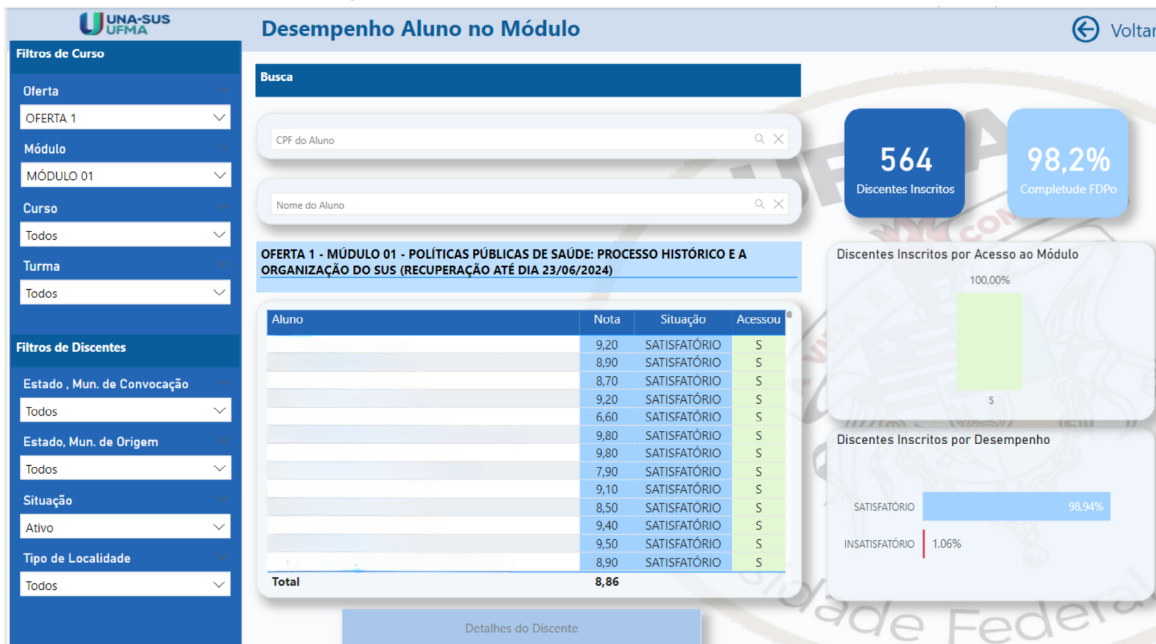 UNA-SUS
UFMA
Desempenho Aluno no Módulo
Voltar
Filtros de Curso
Oferta
OFERTA 1
Módulo
MÓDULO 01
Curso
Todos
Turma
Todos
Filtros de Discentes
Estado , Mun. de Convocação
Todos
Estado, Mun. de Origem
Todos
Situação
Ativo
Tipo de Localidade
Todos
Busca
CPF do Aluno
Nome do Aluno
OFERTA 1 - MÚDULO 01 - POLÍTICAS PÚBLICAS DE SAÚDE: PROCESSO HISTÓRICO E A
ORGANIZAÇÃO DO SUS (RECUPERAÇÃO ATÉ DIA 23/06/2024)
Aluno Nota Situação Acessou
9,20 SATISFATÓRIO S
8,90 SATISFATÓRIO S
8,70 SATISFATÓRIO S
9,20 SATISFATÓRIO S
6,60 SATISFATÓRIO S
9,80 SATISFATÓRIO S
9,80 SATISFATÓRIO S
7,90 SATISFATÓRIO S
9,10 SATISFATÓRIO S
8,50 SATISFATÓRIO S
9,40 SATISFATÓRIO S
9,50 SATISFATÓRIO S
8,90 SATISFATÓRIO S
Total 8,86
Detalhes do Discente
564
Discentes Inscritos
98,2%
Completude FDPo
Discentes Inscritos por Acesso ao Módulo
100,00%
S
Discentes Inscritos por Desempenho
SATISFATÓRIO 98,94%
INSATISFATÓRIO 1,06%